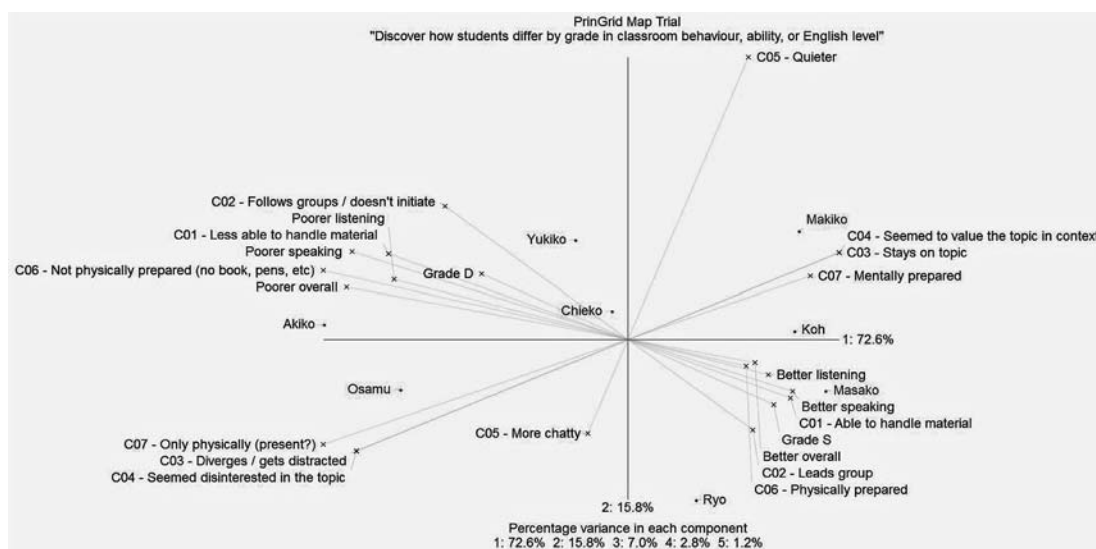 PrinGrid Map Trial
"Discover how students differ by grade in classroom behaviour, ability, or English level"
C05 - Quieter
C02 - Follows groups / doesn't initiate
Poorer listening
C01 - Less able to handle material
Poorer speaking
C06 - Not physically prepared (no book, pens, etc)
Poorer overall
Grade D
Yukiko
Chieko
Akiko
Makiko
C04 - Seemed to value the topic in context
C03 - Stays on topic
C07 - Mentally prepared
Koh
1: 72.6%
Osamu
Better listening
Masako
Better speaking
C01 - Able to handle material
Grade S
Better overall
C02 - Leads group
C06 - Physically prepared
C07 - Only physically (present?)
C03 - Diverges / gets distracted
C04 - Seemed disinterested in the topic
C05 - More chatty
Ryo
2: 15.8%
Percentage variance in each component
1: 72.6% 2: 15.8% 3: 7.0% 4: 2.8% 5: 1.2%